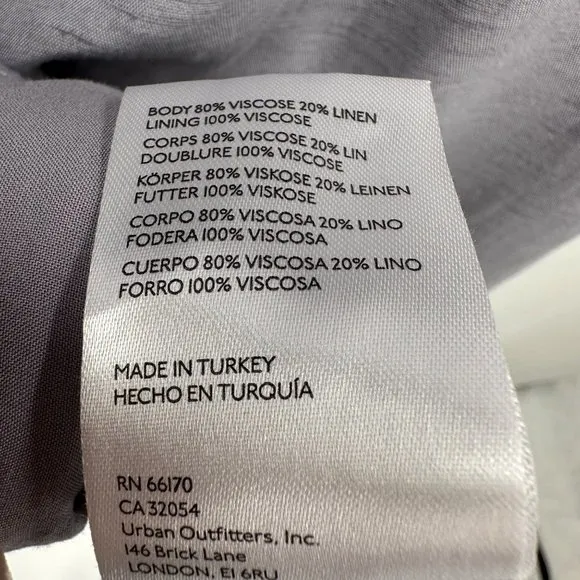 BODY 80% VISCOSE 20% LINEN
LINING 100% VISCOSE
CORPS 80% VISCOSE 20% LIN
DOUBLURE 100% VISCOSE
KÖRPER 80% VISKOSE 20% LEINEN
FUTTER 100% VISKOSE
CORPO 80% VISCOSA 20% LINO
FODERA 100% VISCOSA
CUERPO 80% VISCOSA 20% LINO
FORRO 100% VISCOSA
MADE IN TURKEY
HECHO EN TURQUÍA
RN 66170
CA 32054
Urban Outfitters, Inc.
146 Brick Lane
LONDON, E1 6RU